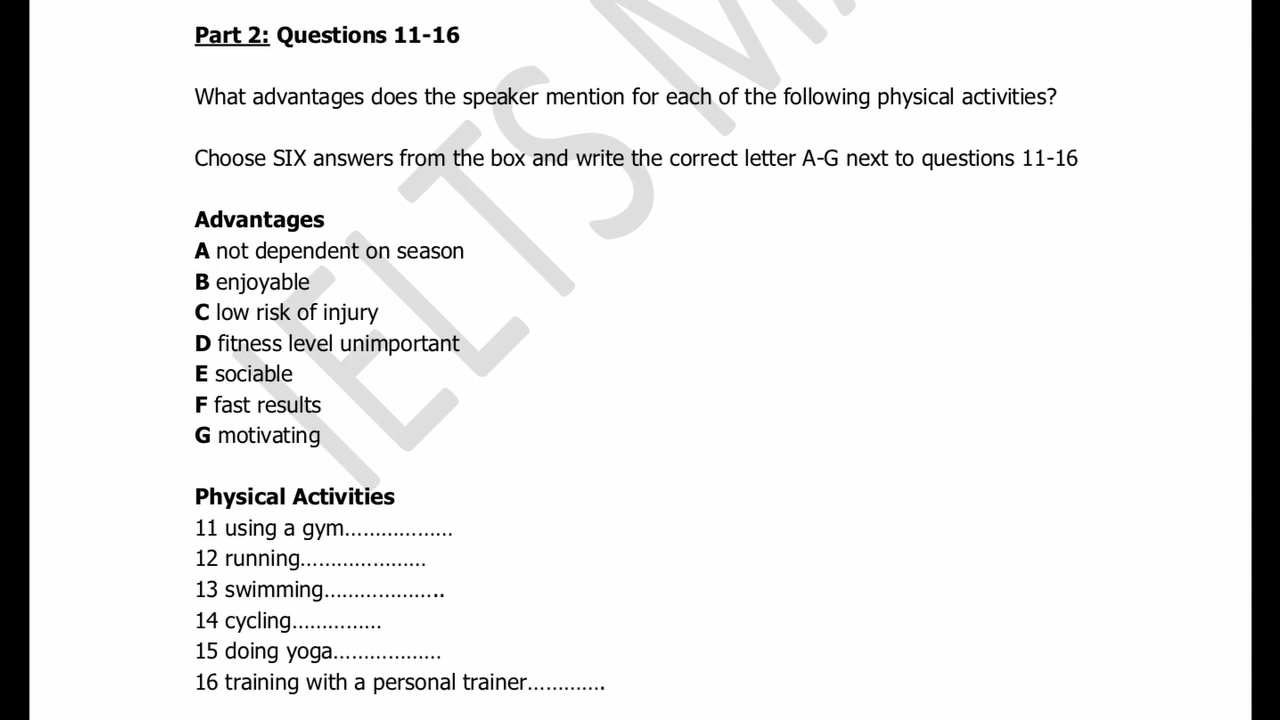 Part 2: Questions 11-16
What advantages does the speaker mention for each of the following physical activities?
Choose SIX answers from the box and write the correct letter A-G next to questions 11-16
Advantages
A not dependent on season
B enjoyable
C low risk of injury
D fitness level unimportant
E sociable
F fast results
G motivating
Physical Activities
11 using a gym………………
12 running…………………
13 swimming………………..
14 cycling……………
15 doing yoga………………
16 training with a personal trainer………….
IELTS